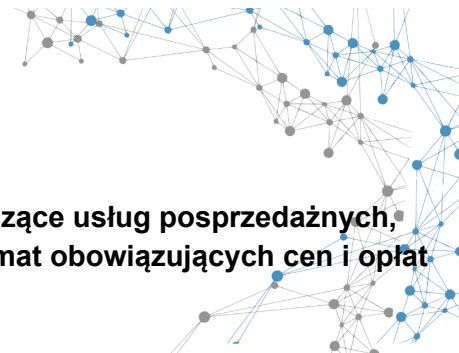 zące usług posprzedażnych,
mat obowiązujących cen i opłat